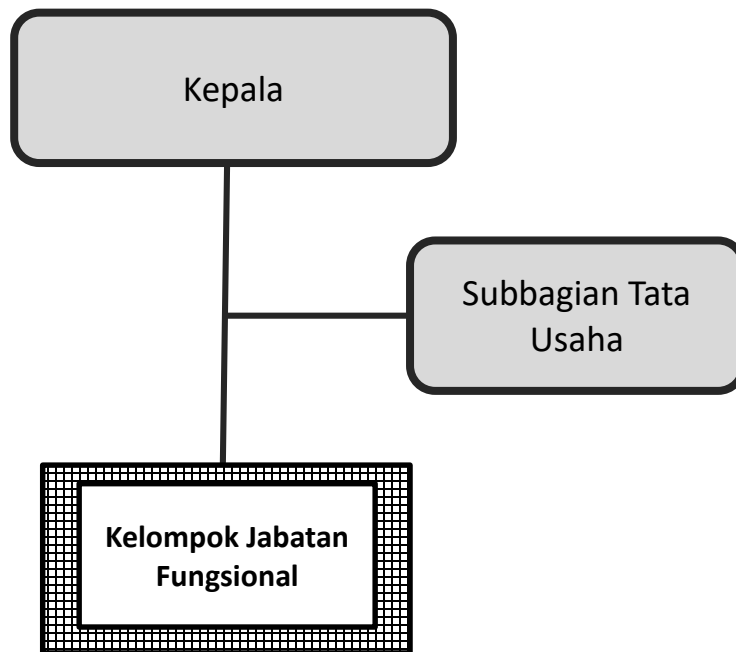 Kepala
Subbagian Tata
Usaha
Kelompok Jabatan
Fungsional